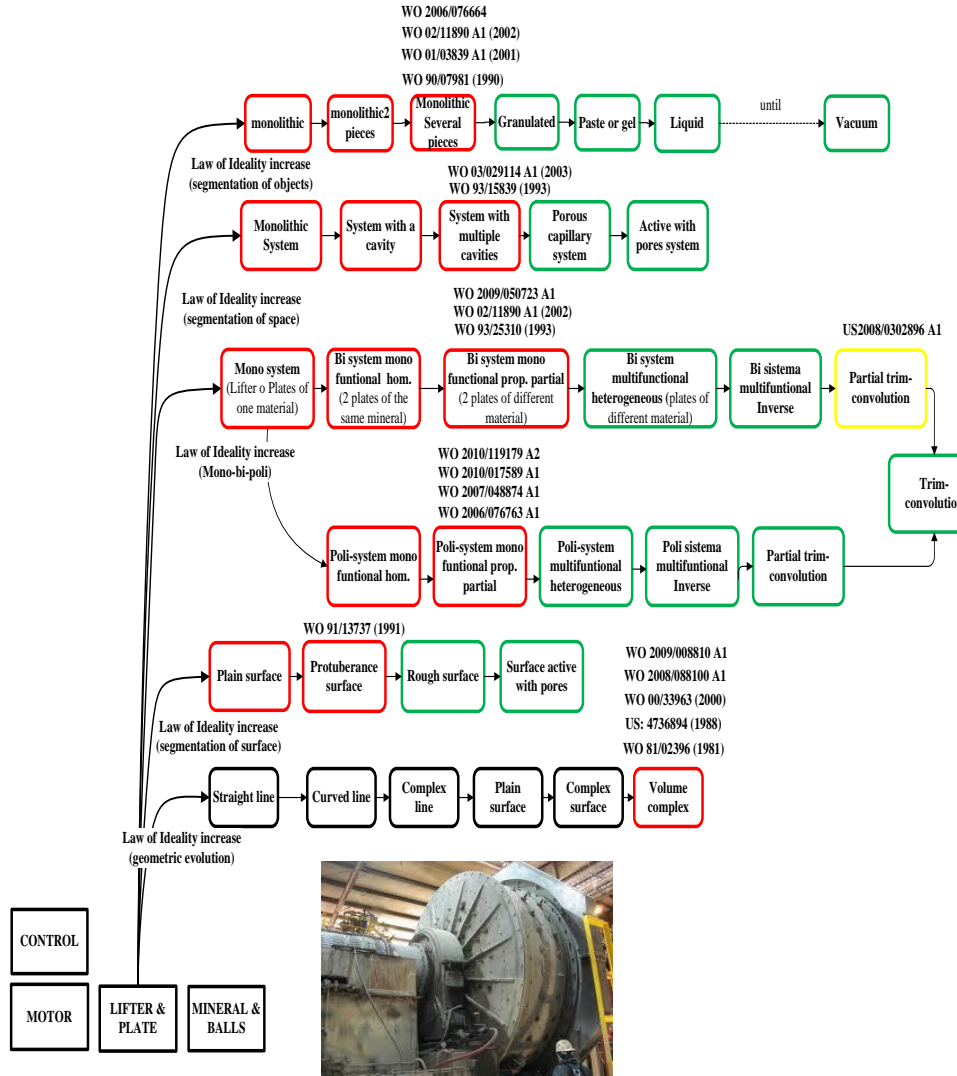 WO 2006/076664
WO 02/11890 A1 (2002)
WO 01/03839 A1 (2001)
WO 90/07981 (1990)
monolithic
monolithic2
pieces
Monolithic
Several
pieces
Granulated
Paste or gel
Liquid
until
Vacuum
Law of Ideality increase
(segmentation of objects)
WO 03/029114 A1 (2003)
WO 93/15839 (1993)
Monolithic
System
System with a
cavity
System with
multiple
cavities
Porous
capillary
system
Active with
pores system
Law of Ideality increase
(segmentation of space)
WO 2009/050723 A1
WO 02/11890 A1 (2002)
WO 93/25310 (1993)
US2008/0302896 A1
Mono system
(Lifter o Plates of
one material)
Bi system mono
funtional hom.
(2 plates of the
same mineral)
Bi system mono
functional prop. partial
(2 plates of different
material)
Bi system
multifunctional
heterogeneous (plates of
different material)
Bi sistema
multifuntional
Inverse
Partial trim-
convolution
Law of Ideality increase
(Mono-bi-poli)
WO 2010/119179 A2
WO 2010/017589 A1
WO 2007/048874 A1
WO 2006/076763 A1
Trim-
convolution
Poli-system mono
funtional hom.
Poli-system mono
funtional prop.
partial
Poli-system
multifuntional
heterogeneous
Poli sistema
multifuntional
Inverse
Partial trim-
convolution
WO 91/13737 (1991)
WO 2009/008810 A1
WO 2008/088100 A1
WO 00/33963 (2000)
US: 4736894 (1988)
WO 81/02396 (1981)
Plain surface
Protuberance
surface
Rough surface
Surface active
with pores
Law of Ideality increase
(segmentation of surface)
Straight line
Curved line
Complex
line
Plain
surface
Complex
surface
Volume
complex
Law of Ideality increase
(geometric evolution)
CONTROL
MOTOR
LIFTER &
PLATE
MINERAL &
BALLS